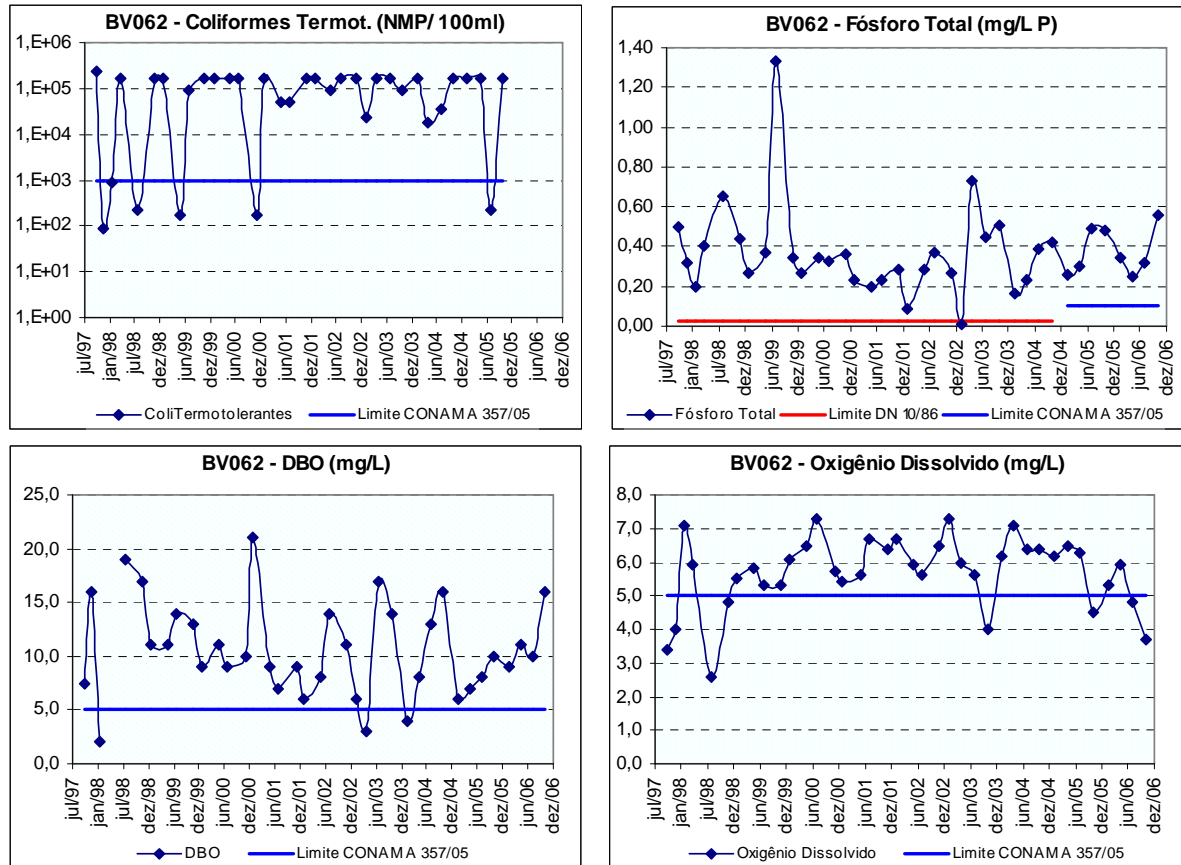 BV062 - Coliformes Termot. (NMP/ 100ml)
1,E+06
1,E+05
1,E+04
1,E+03
1,E+02
1,E+01
1,E+00
jul/97
jan/98
jul/98
dez/98
jun/99
dez/99
jun/00
dez/00
jun/01
dez/01
jun/02
dez/02
jun/03
dez/03
jun/04
dez/04
jun/05
dez/05
jun/06
dez/06
ColiTermotolerantes
Limite CONAMA 357/05
BV062 - Fósforo Total (mg/L P)
1,40
1,20
1,00
0,80
0,60
0,40
0,20
0,00
jul/97
jan/98
jul/98
dez/98
jun/99
dez/99
jun/00
dez/00
jun/01
dez/01
jun/02
dez/02
jun/03
dez/03
jun/04
dez/04
jun/05
dez/05
jun/06
dez/06
Fósforo Total
Limite DN 10/86
Limite CONAMA 357/05
BV062 - DBO (mg/L)
25,0
20,0
15,0
10,0
5,0
0,0
jul/97
jan/98
jul/98
dez/98
jun/99
dez/99
jun/00
dez/00
jun/01
dez/01
jun/02
dez/02
jun/03
dez/03
jun/04
dez/04
jun/05
dez/05
jun/06
dez/06
DBO
Limite CONAMA 357/05
BV062 - Oxigênio Dissolvido (mg/L)
8,0
7,0
6,0
5,0
4,0
3,0
2,0
1,0
0,0
jul/97
jan/98
jul/98
dez/98
jun/99
dez/99
jun/00
dez/00
jun/01
dez/01
jun/02
dez/02
jun/03
dez/03
jun/04
dez/04
jun/05
dez/05
jun/06
dez/06
Oxigênio Dissolvido
Limite CONAMA 357/05